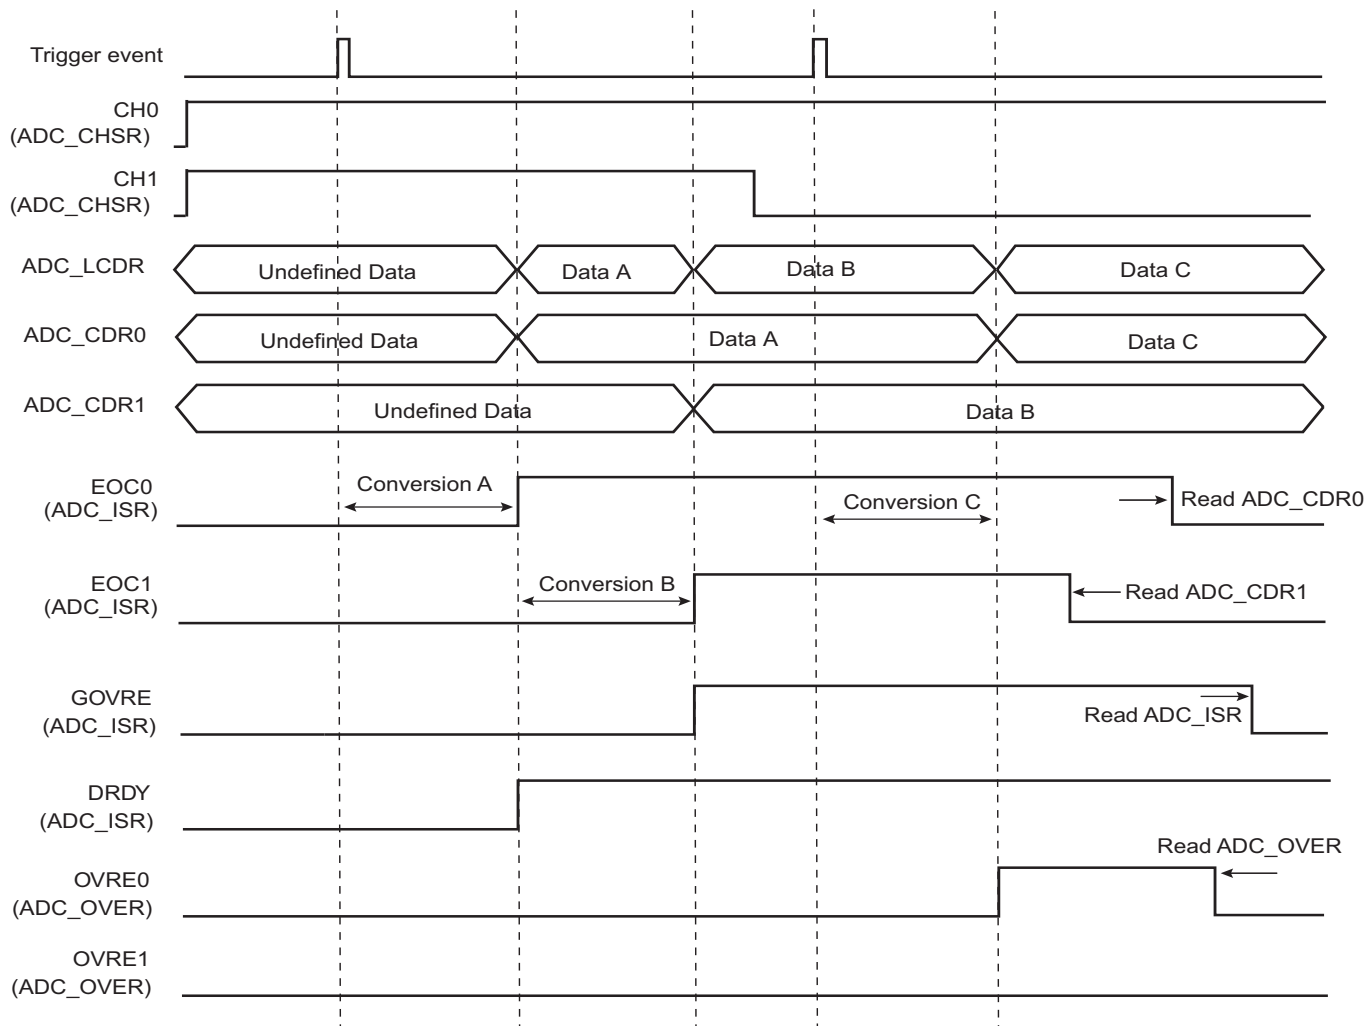 Trigger event
CH0
(ADC_CHSR)
CH1
(ADC_CHSR)
ADC_LCDR
Undefined Data
Data A
Data B
Data C
ADC_CDR0
Undefined Data
Data A
Data C
ADC_CDR1
Undefined Data
Data B
EOC0
(ADC_ISR)
Conversion A
Conversion C
Read ADC_CDR0
EOC1
(ADC_ISR)
Conversion B
Read ADC_CDR1
GOVRE
(ADC_ISR)
Read ADC_ISR
DRDY
(ADC_ISR)
Read ADC_OVER
OVRE0
(ADC_OVER)
OVRE1
(ADC_OVER)